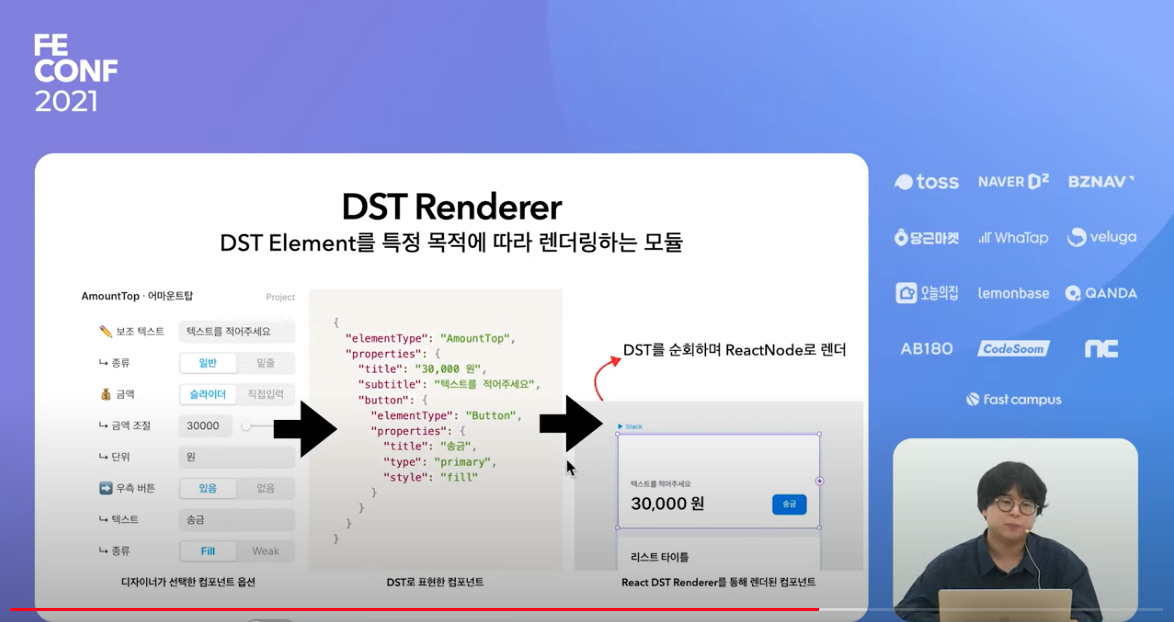 FE
CONF
2021
DST Renderer
DST Element를 특정 목적에 따라 렌더링하는 모듈
AmountTop · 어마운트탑
Project
✏️ 보조 텍스트
텍스트를 적어주세요
↳ 종류
일반
밑줄
💰 금액
슬라이더
직접입력
↳ 금액 조절
30000
↳ 단위
원
➡️ 우측 버튼
있음
없음
↳ 텍스트
송금
↳ 종류
Fill
Weak
디자이너가 선택한 컴포넌트 옵션
{
"elementType": "AmountTop",
"properties": {
"title": "30,000 원",
"subtitle": "텍스트를 적어주세요",
"button": {
"elementType": "Button",
"properties": {
"title": "송금",
"type": "primary",
"style": "fill"
}
}
}
DST로 표현한 컴포넌트
DST를 순회하며 ReactNode로 렌더
Stack
텍스트를 적어주세요
30,000 원
송금
리스트 타이틀
React DST Renderer를 통해 렌더된 컴포넌트
toss
NAVER D2
BZNAV
당근마켓
WhaTap
veluga
오늘의집
lemonbase
QANDA
AB180
CodeSoom
nc
Fast campus